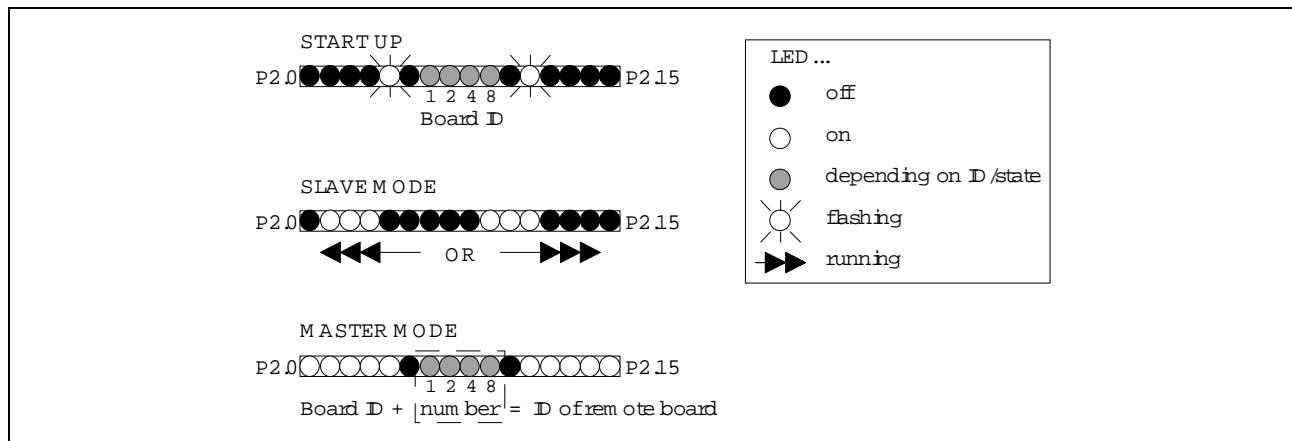 START UP
P2.0 P2.15
1 2 4 8
Board ID
SLAVE MODE
P2.0 P2.15
OR
MASTER MODE
P2.0 P2.15
1 2 4 8
Board ID + number = ID of remote board
LED ...
off
on
depending on ID/state
flashing
running